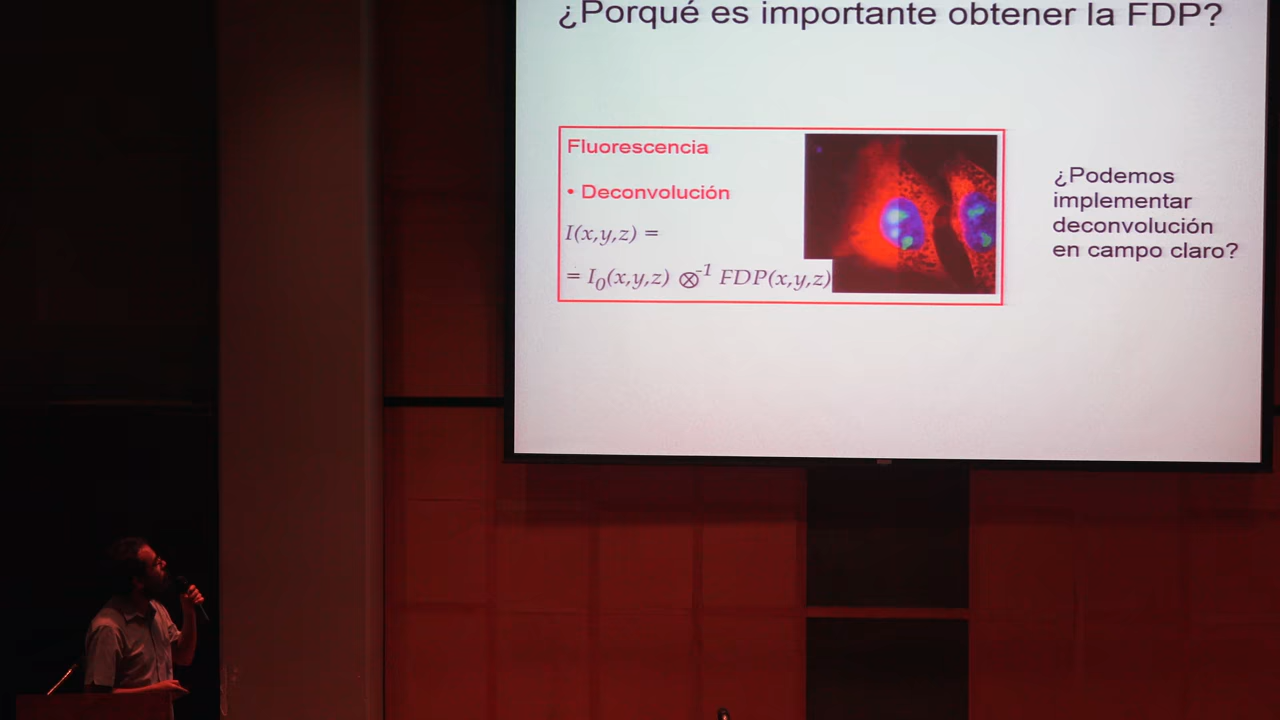 ¿Porqué es importante obtener la FDP?
Fluorescencia
• Deconvolución
I(x,y,z) =
= I₀(x,y,z) ⊗⁻¹ FDP(x,y,z)
¿Podemos
implementar
deconvolución
en campo claro?